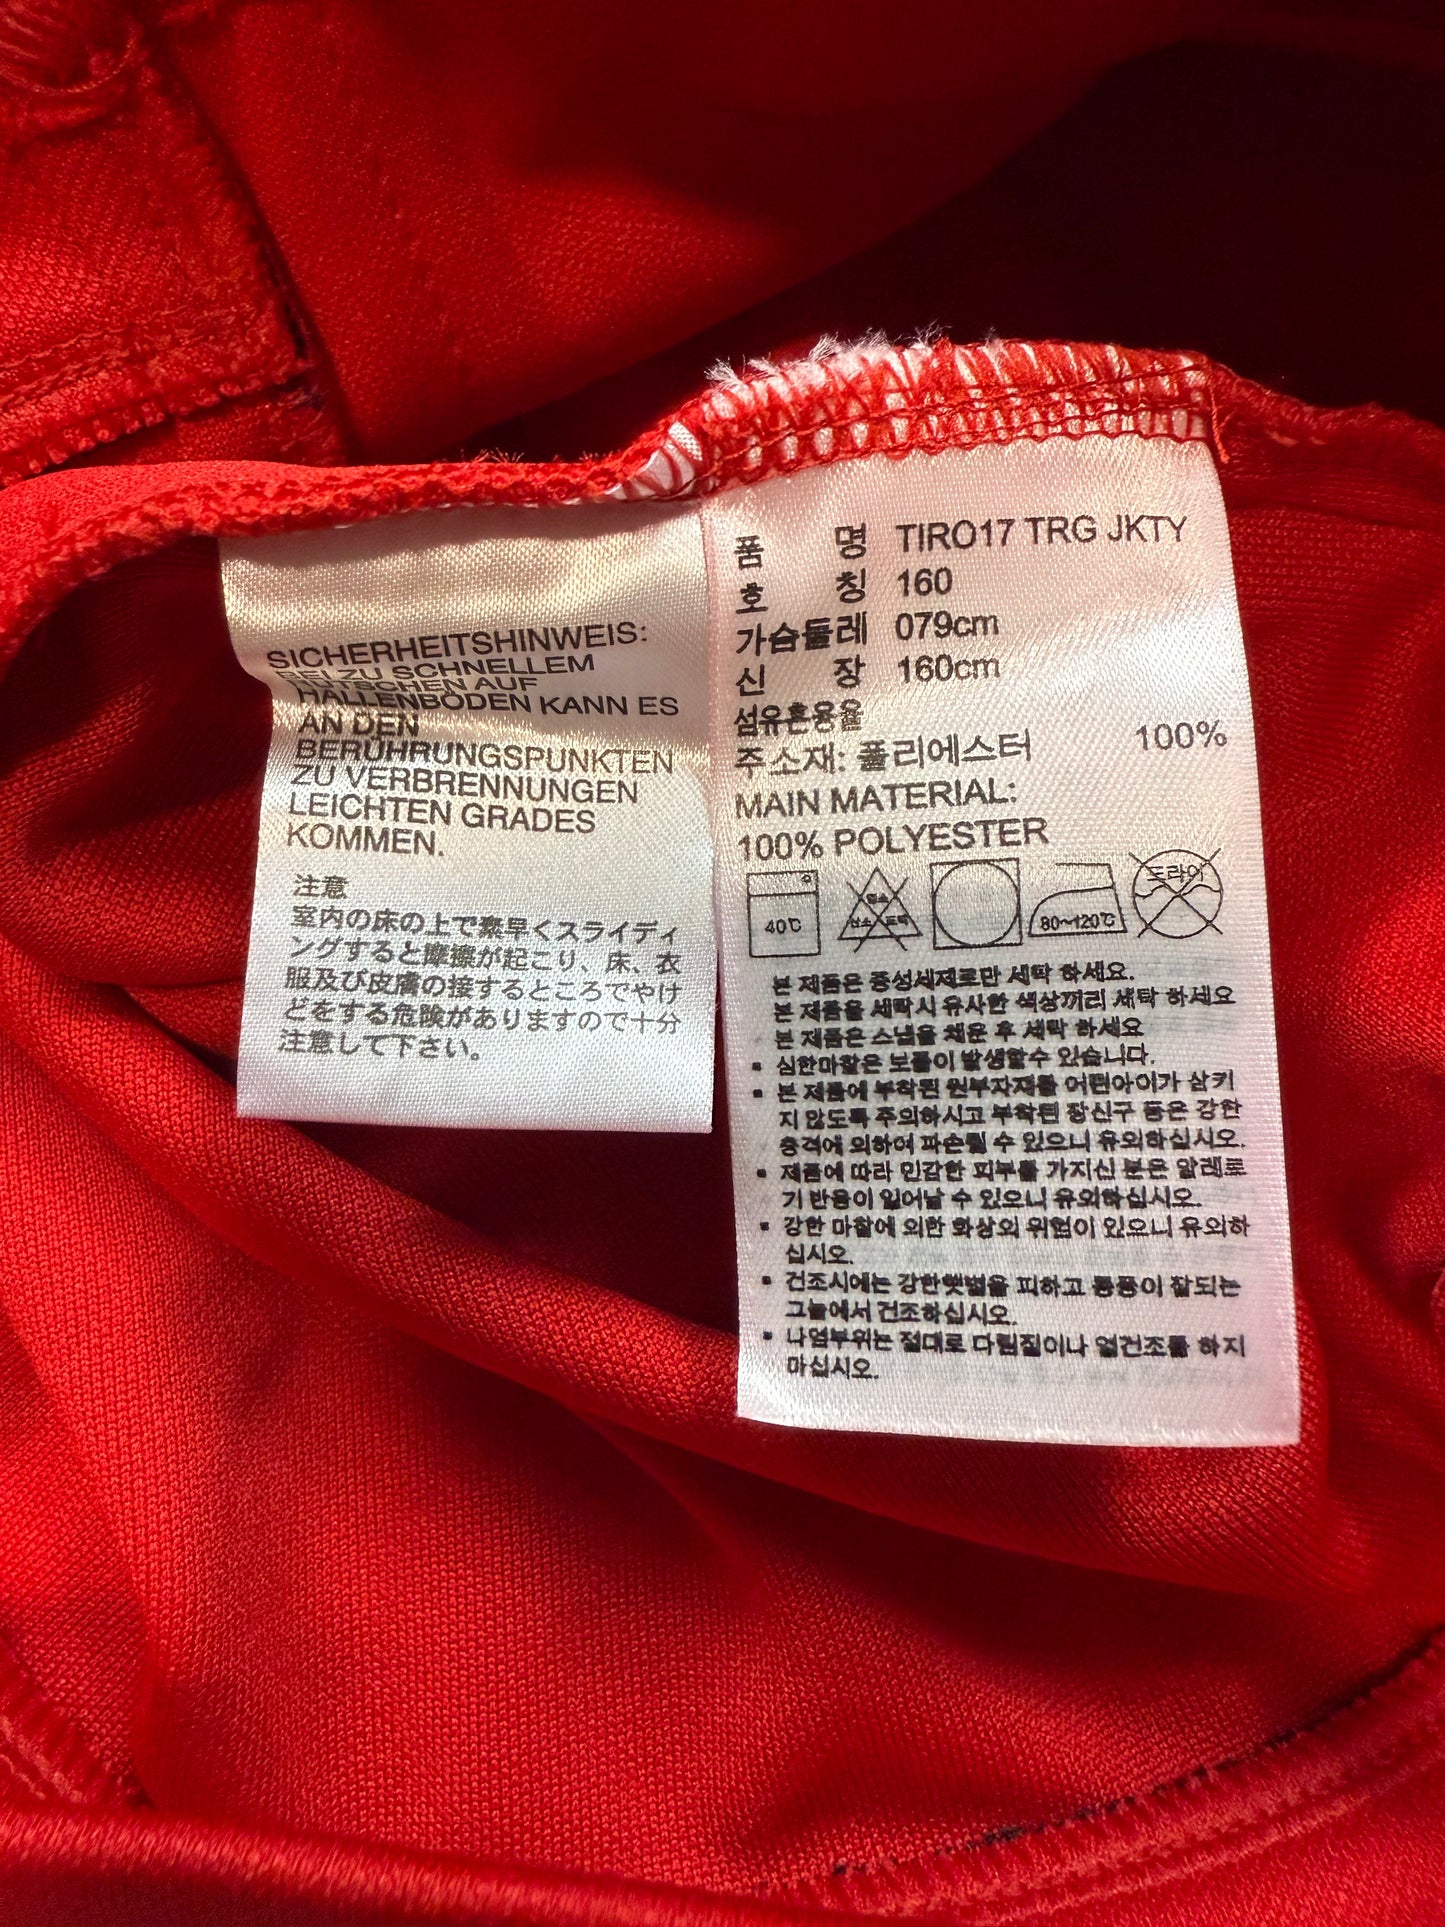 SICHERHEITSHINWEIS:
BEI ZU SCHNELLEM
AUF
HALLENBÖDEN KANN ES
AN DEN
BERÜHRUNGSPUNKTEN
ZU VERBRENNUNGEN
LEICHTEN GRADES
KOMMEN.
注意
室内の床の上で素早くスライディ
ングすると摩擦が起こり、床、衣
服及び皮膚の接するところでやけ
どをする危険がありますので十分
注意して下さい。
품 명 TIRO17 TRG JKTY
호 칭 160
가슴둘레 079cm
신 장 160cm
섬유혼용율
주소재: 폴리에스터 100%
MAIN MATERIAL:
100% POLYESTER
40℃
염소
산소 표백
80~120℃
드라이
본 제품은 중성세제로만 세탁 하세요.
본 제품을 세탁시 유사한 색상끼리 세탁 하세요
본 제품은 스냅을 채운 후 세탁 하세요
▪ 심한마찰은 보풀이 발생할수 있습니다.
▪ 본 제품에 부착된 원부자재를 어린아이가 삼키
지 않도록 주의하시고 부착된 장신구 등은 강한
충격에 의하여 파손될 수 있으니 유의하십시오.
▪ 제품에 따라 민감한 피부를 가지신 분은 알레르
기 반응이 일어날 수 있으니 유의하십시오.
▪ 강한 마찰에 의한 화상의 위험이 있으니 유의하
십시오.
▪ 건조시에는 강한햇볕을 피하고 통풍이 잘되는
그늘에서 건조하십시오.
▪ 나염부위는 절대로 다림질이나 열건조를 하지
마십시오.